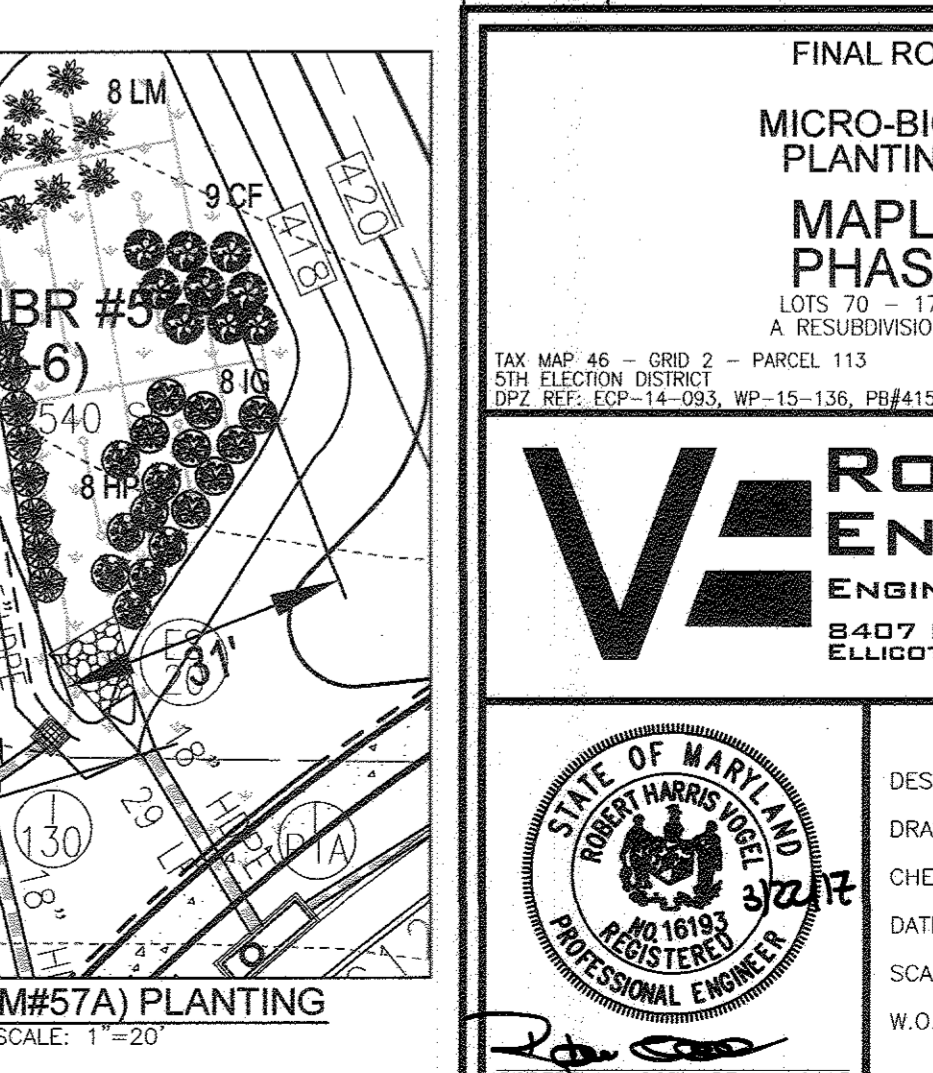 8 LM
9 CF
420
418
BR #5
-6)
8 IG
540
8 HP
31'
18"
29 LF
HDPE
I
130
18"
M#57A) PLANTING
SCALE: 1"=20'
FINAL RO
MICRO-BI
PLANTIN
MAPL
PHAS
LOTS 70 – 17
A RESUBDIVISIO
TAX MAP 46 – GRID 2 – PARCEL 113
5TH ELECTION DISTRICT
DPZ REF: ECP-14-093, WP-15-136, PB#415
RO
EN
ENGIN
8407
ELLICOT
STATE OF MARYLAND
ROBERT HARRIS VOGEL
NO. 16193
REGISTERED
PROFESSIONAL ENGINEER
3/22/17
DES
DRA
CHE
DAT
SCA
W.O.